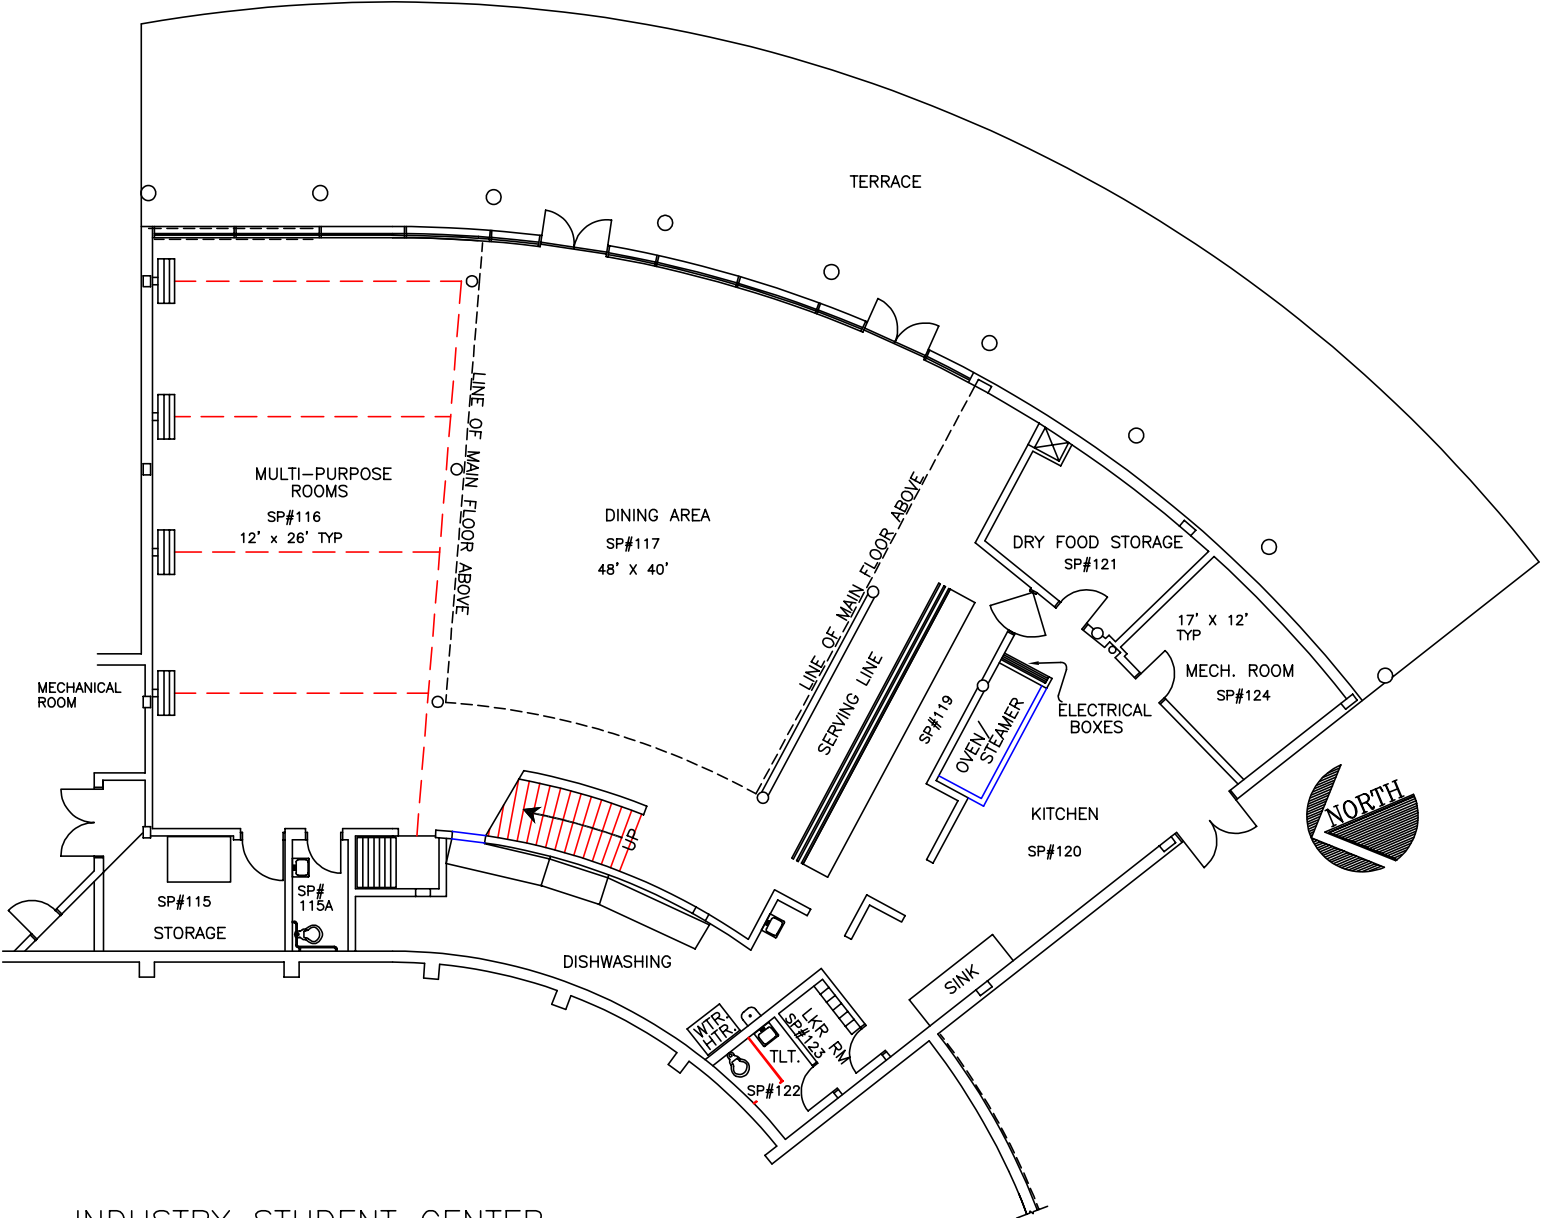 TERRACE
LINE OF MAIN FLOOR ABOVE
MULTI-PURPOSE
ROOMS
SP#116
12' x 26' TYP
DINING AREA
SP#117
48' X 40'
LINE OF MAIN FLOOR ABOVE
DRY FOOD STORAGE
SP#121
17' X 12'
TYP
MECH. ROOM
SP#124
MECHANICAL
ROOM
SERVING LINE
SP#119
OVEN/
STEAMER
ELECTRICAL
BOXES
KITCHEN
SP#120
NORTH
UP
SP#115
STORAGE
SP#
115A
DISHWASHING
SINK
WTR.
HTR.
LKR RM
SP#123
TLT.
SP#122
INDUSTRY STUDENT CENTER